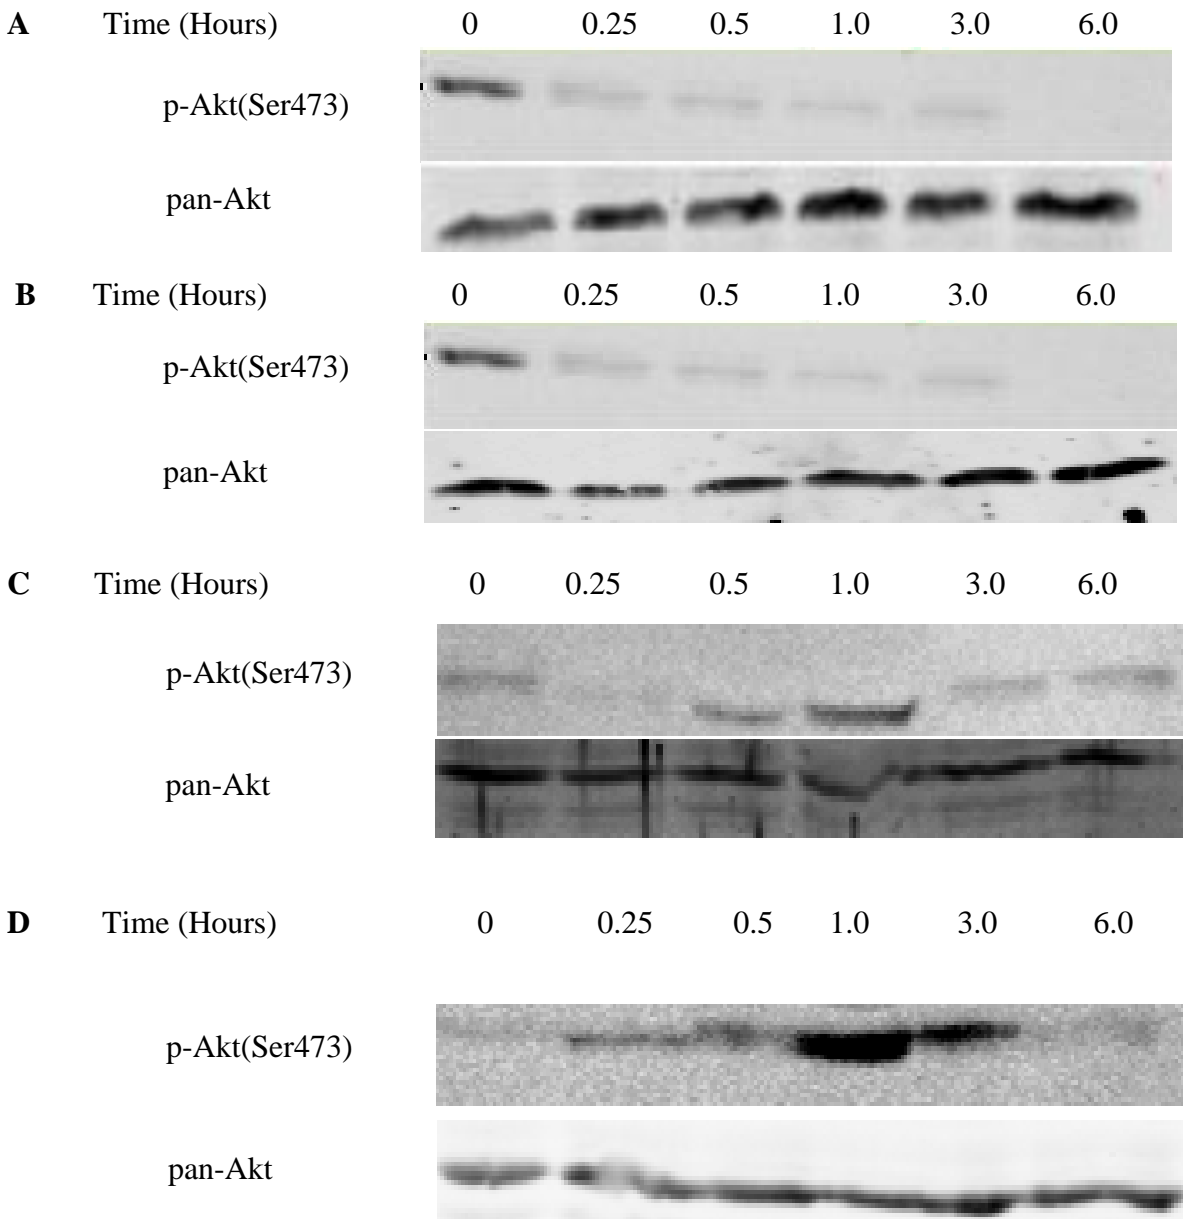 A Time (Hours) 0 0.25 0.5 1.0 3.0 6.0
p-Akt(Ser473)
pan-Akt
B Time (Hours) 0 0.25 0.5 1.0 3.0 6.0
p-Akt(Ser473)
pan-Akt
C Time (Hours) 0 0.25 0.5 1.0 3.0 6.0
p-Akt(Ser473)
pan-Akt
D Time (Hours) 0 0.25 0.5 1.0 3.0 6.0
p-Akt(Ser473)
pan-Akt